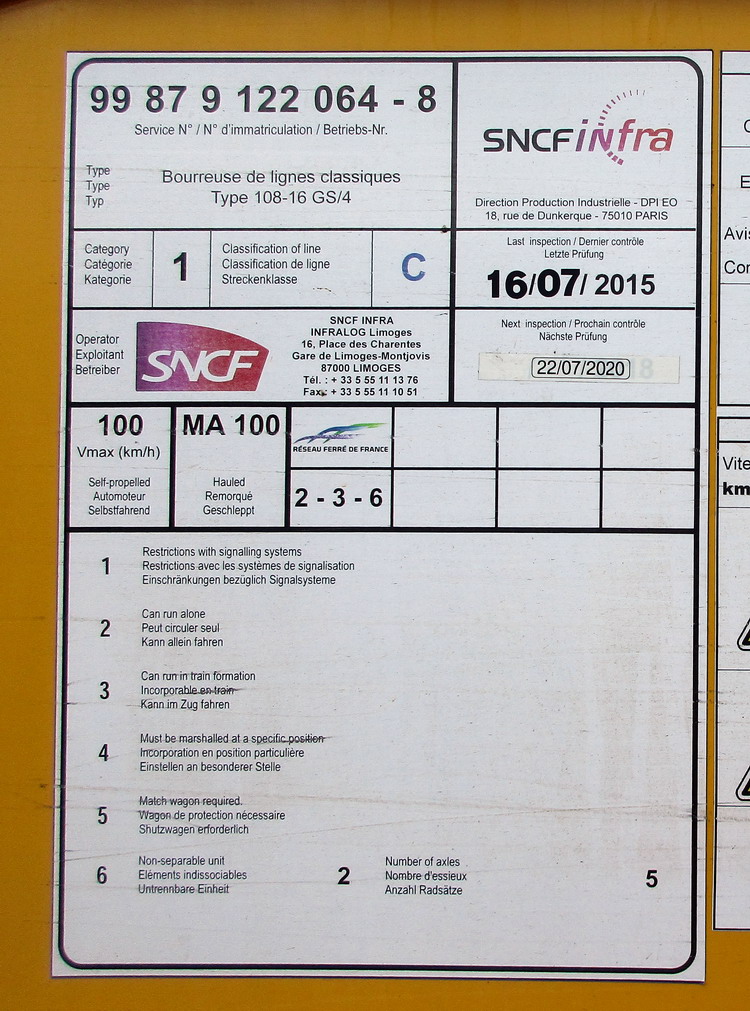 99 87 9 122 064 - 8
Service N° / N° d'immatriculation / Betriebs-Nr.
Type
Type
Typ
Bourreuse de lignes classiques
Type 108-16 GS/4
SNCF infra
Direction Production Industrielle - DPI EO
18, rue de Dunkerque - 75010 PARIS
Category
Catégorie
Kategorie
1
Classification of line
Classification de ligne
Streckenklasse
C
Last inspection / Dernier contrôle
Letzte Prüfung
16/07/ 2015
Operator
Exploitant
Betreiber
SNCF
SNCF INFRA
INFRALOG Limoges
16, Place des Charentes
Gare de Limoges-Montjovis
87000 LIMOGES
Tél. : + 33 5 55 11 13 76
Fax. : + 33 5 55 11 10 51
Next inspection / Prochain contrôle
Nächste Prüfung
22/07/2020
100
Vmax (km/h)
Self-propelled
Automoteur
Selbstfahrend
MA 100
Hauled
Remorqué
Geschleppt
RÉSEAU FERRÉ DE FRANCE
2 - 3 - 6
1
Restrictions with signalling systems
Restrictions avec les systèmes de signalisation
Einschränkungen bezüglich Signalsysteme
2
Can run alone
Peut circuler seul
Kann allein fahren
3
Can run in train formation
Incorporable en train
Kann im Zug fahren
4
Must be marshalled at a specific position
Incorporation en position particulière
Einstellen an besonderer Stelle
5
Match wagon required.
Wagon de protection nécessaire
Shutzwagen erforderlich
6
Non-separable unit
Eléments indissociables
Untrennbare Einheit
2
Number of axles
Nombre d'essieux
Anzahl Radsätze
5
Avis
Vite
km